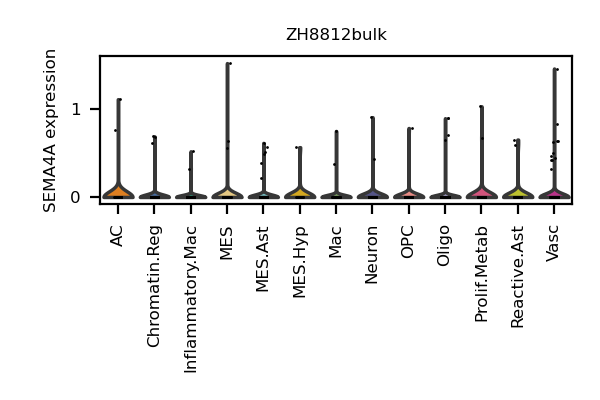 ZH8812bulk
SEMA4A expression
1
0
AC
Chromatin.Reg
Inflammatory.Mac
MES
MES.Ast
MES.Hyp
Mac
Neuron
OPC
Oligo
Prolif.Metab
Reactive.Ast
Vasc